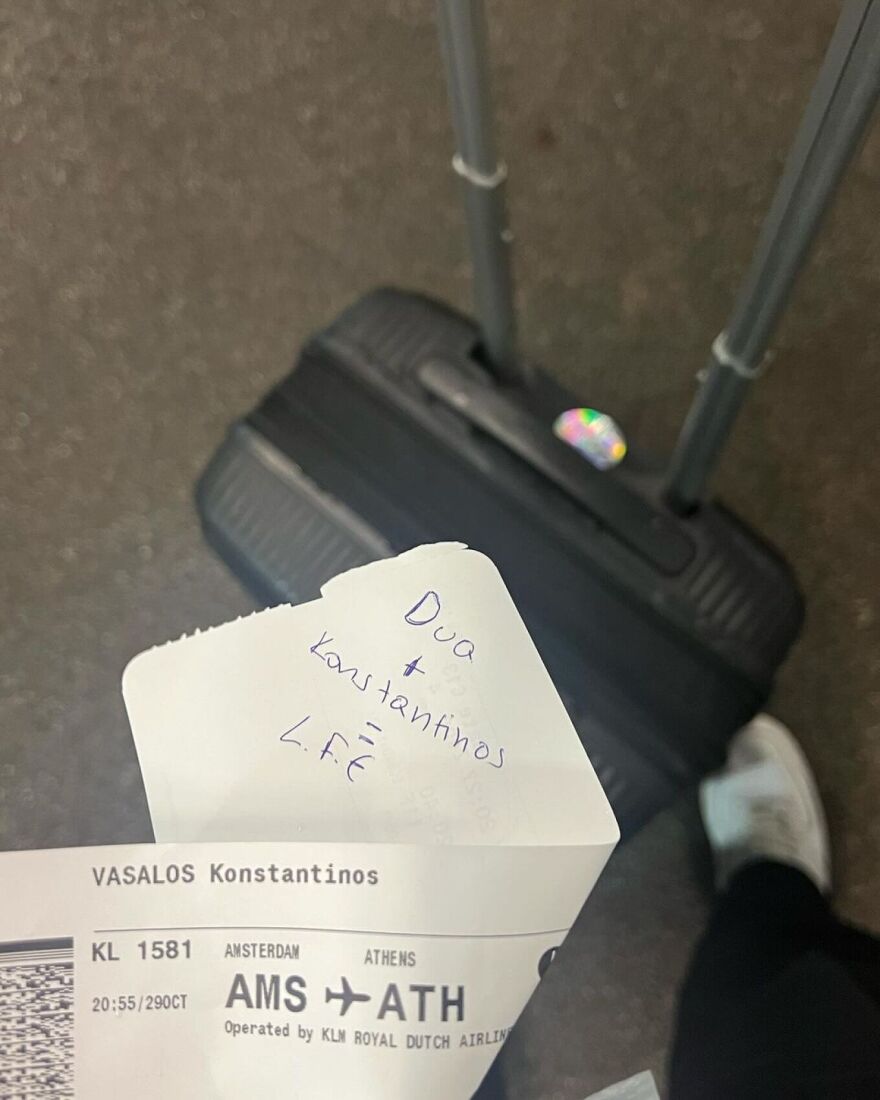 Dua
+
Konstantinos
=
L.F.E
VASALOS Konstantinos
KL 1581 AMSTERDAM ATHENS
20:55/29OCT AMS ATH
Operated by KLM ROYAL DUTCH AIRLIN